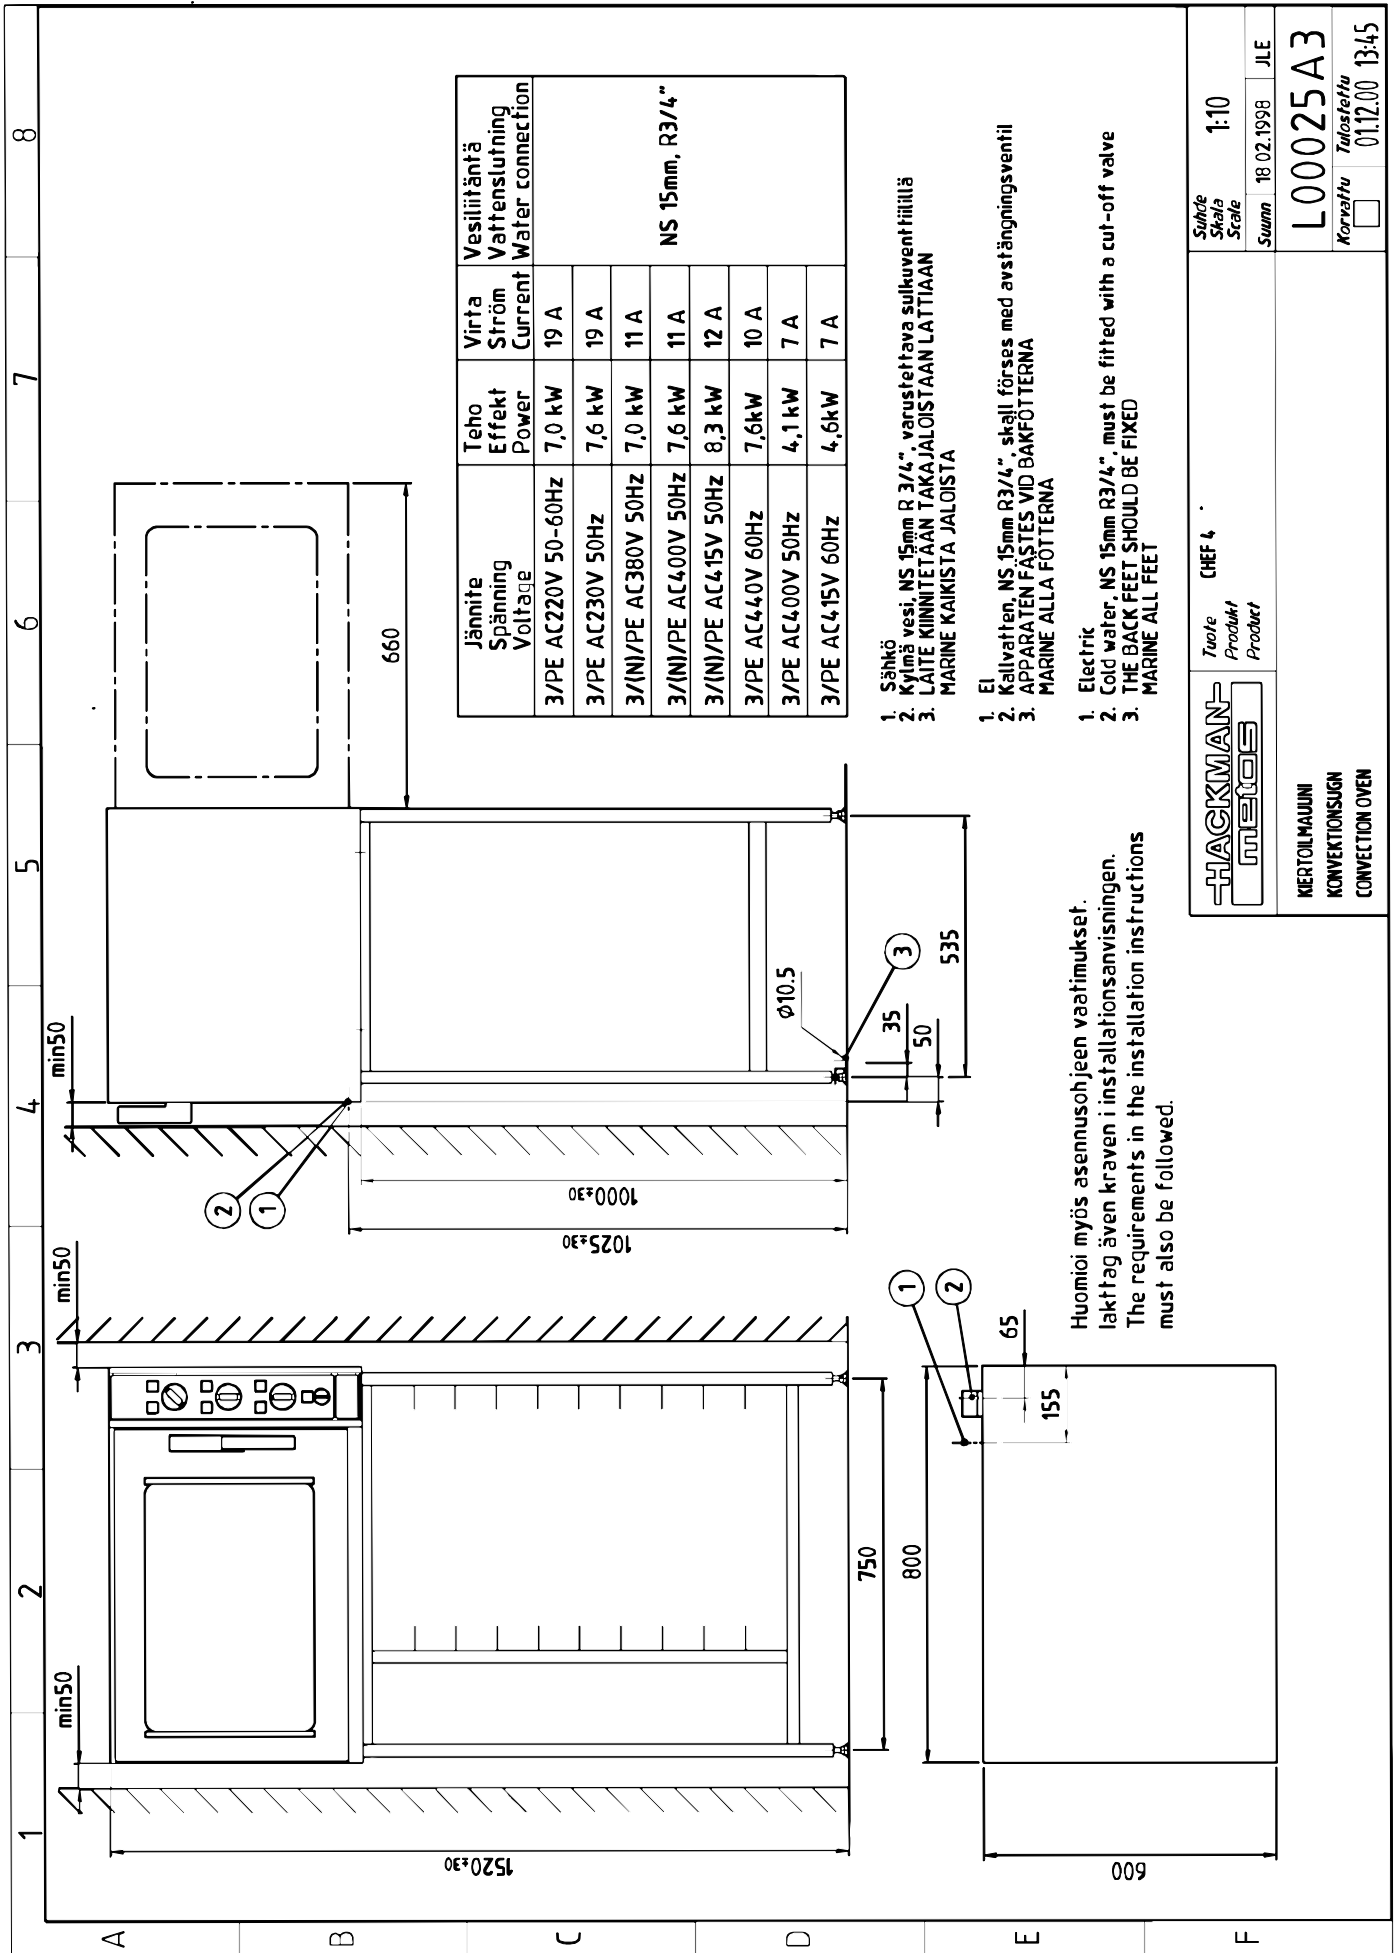 1 2 3 4 5 6 7 8
A
B
C
D
E
F
min50
min50
min50
660
1520±30
1025±30
1000±30
2
1
Ø10.5
3
35
50
535
750
800
600
1
2
65
155
Jännite Teho Virta Vesiliitäntä
Spänning Effekt Ström Vattenslutning
Voltage Power Current Water connection
3/PE AC220V 50-60Hz 7,0 kW 19 A
3/PE AC230V 50Hz 7,6 kW 19 A
3/(N)/PE AC380V 50Hz 7,0 kW 11 A
3/(N)/PE AC400V 50Hz 7,6 kW 11 A NS 15mm, R3/4"
3/(N)/PE AC415V 50Hz 8,3 kW 12 A
3/PE AC440V 60Hz 7,6kW 10 A
3/PE AC400V 50Hz 4,1 kW 7 A
3/PE AC415V 60Hz 4,6kW 7 A
1. Sähkö
2. Kylmä vesi, NS 15mm R 3/4", varustettava sulkuventtiilillä
3. LAITE KIINNITETÄÄN TAKAJALOISTAAN LATTIAAN
MARINE KAIKISTA JALOISTA
1. El
2. Kallvatten, NS 15mm R3/4", skall förses med avstängningsventil
3. APPARATEN FÄSTES VID BAKFÖTTERNA
MARINE ALLA FÖTTERNA
1. Electric
2. Cold water, NS 15mm R3/4", must be fitted with a cut-off valve
3. THE BACK FEET SHOULD BE FIXED
MARINE ALL FEET
Huomioi myös asennusohjeen vaatimukset.
Iakttag även kraven i installationsanvisningen.
The requirements in the installation instructions
must also be followed.
HACKMAN
metos
Tuote CHEF 4
Produkt
Product
KIERTOILMAUUNI
KONVEKTIONSUGN
CONVECTION OVEN
Suhde
Skala 1:10
Scale
Suunn 18 02.1998 JLE
L00025A3
Korvattu Tulostettu
01.12.00 13:45